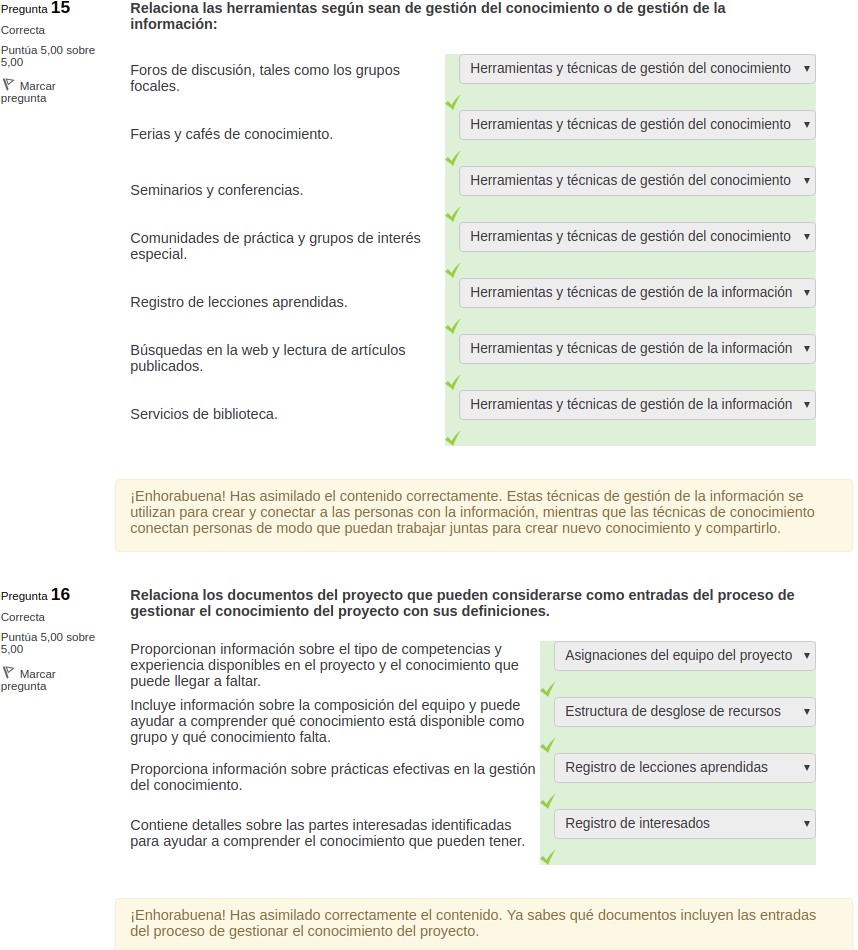 Pregunta 15
Correcta
Puntúa 5,00 sobre
5,00
Marcar
pregunta
Relaciona las herramientas según sean de gestión del conocimiento o de gestión de la
información:
Foros de discusión, tales como los grupos
focales.
Herramientas y técnicas de gestión del conocimiento
Ferias y cafés de conocimiento.
Herramientas y técnicas de gestión del conocimiento
Seminarios y conferencias.
Herramientas y técnicas de gestión del conocimiento
Comunidades de práctica y grupos de interés
especial.
Herramientas y técnicas de gestión del conocimiento
Registro de lecciones aprendidas.
Herramientas y técnicas de gestión de la información
Búsquedas en la web y lectura de artículos
publicados.
Herramientas y técnicas de gestión de la información
Servicios de biblioteca.
Herramientas y técnicas de gestión de la información
¡Enhorabuena! Has asimilado el contenido correctamente. Estas técnicas de gestión de la información se
utilizan para crear y conectar a las personas con la información, mientras que las técnicas de conocimiento
conectan personas de modo que puedan trabajar juntas para crear nuevo conocimiento y compartirlo.
Pregunta 16
Correcta
Puntúa 5,00 sobre
5,00
Marcar
pregunta
Relaciona los documentos del proyecto que pueden considerarse como entradas del proceso de
gestionar el conocimiento del proyecto con sus definiciones.
Proporcionan información sobre el tipo de competencias y
experiencia disponibles en el proyecto y el conocimiento que
puede llegar a faltar.
Asignaciones del equipo del proyecto
Incluye información sobre la composición del equipo y puede
ayudar a comprender qué conocimiento está disponible como
grupo y qué conocimiento falta.
Estructura de desglose de recursos
Proporciona información sobre prácticas efectivas en la gestión
del conocimiento.
Registro de lecciones aprendidas
Contiene detalles sobre las partes interesadas identificadas
para ayudar a comprender el conocimiento que pueden tener.
Registro de interesados
¡Enhorabuena! Has asimilado correctamente el contenido. Ya sabes qué documentos incluyen las entradas
del proceso de gestionar el conocimiento del proyecto.